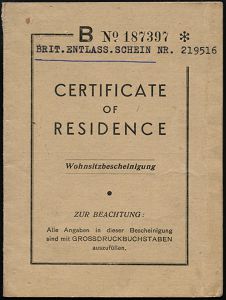 B No 187397 *
BRIT.ENTLASS.SCHEIN NR. 219516
CERTIFICATE
OF
RESIDENCE
Wohnsitzbescheinigung
ZUR BEACHTUNG:
Alle Angaben in dieser Bescheinigung
sind mit GROSSDRUCKBUCHSTABEN
auszufüllen.